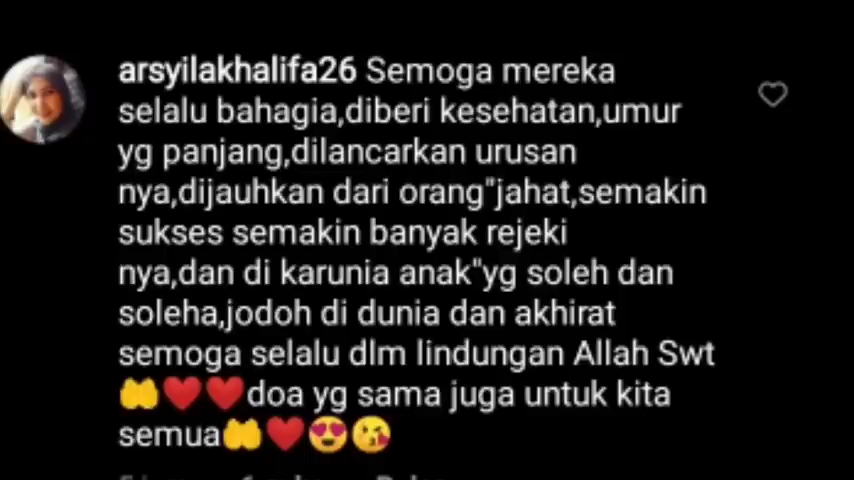 arsyilakhalifa26 Semoga mereka
selalu bahagia,diberi kesehatan,umur
yg panjang,dilancarkan urusan
nya,dijauhkan dari orang"jahat,semakin
sukses semakin banyak rejeki
nya,dan di karunia anak"yg soleh dan
soleha,jodoh di dunia dan akhirat
semoga selalu dlm lindungan Allah Swt
🤲❤️❤️doa yg sama juga untuk kita
semua🤲❤️😍😘